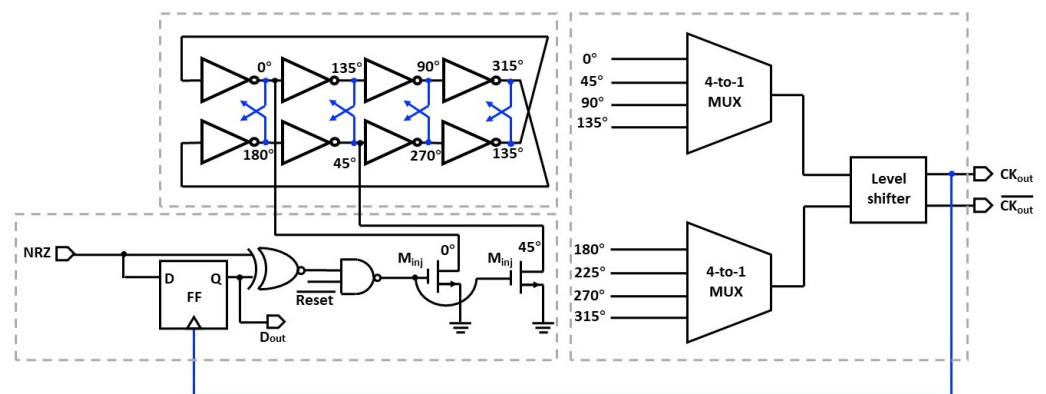 0° 135° 90° 315°
180° 45° 270° 135°
0°
45°
90°
135°
4-to-1
MUX
Level
shifter
CKout
CKout
180°
225°
270°
315°
4-to-1
MUX
NRZ
D Q
FF
Reset
Dout
Minj
0°
Minj
45°